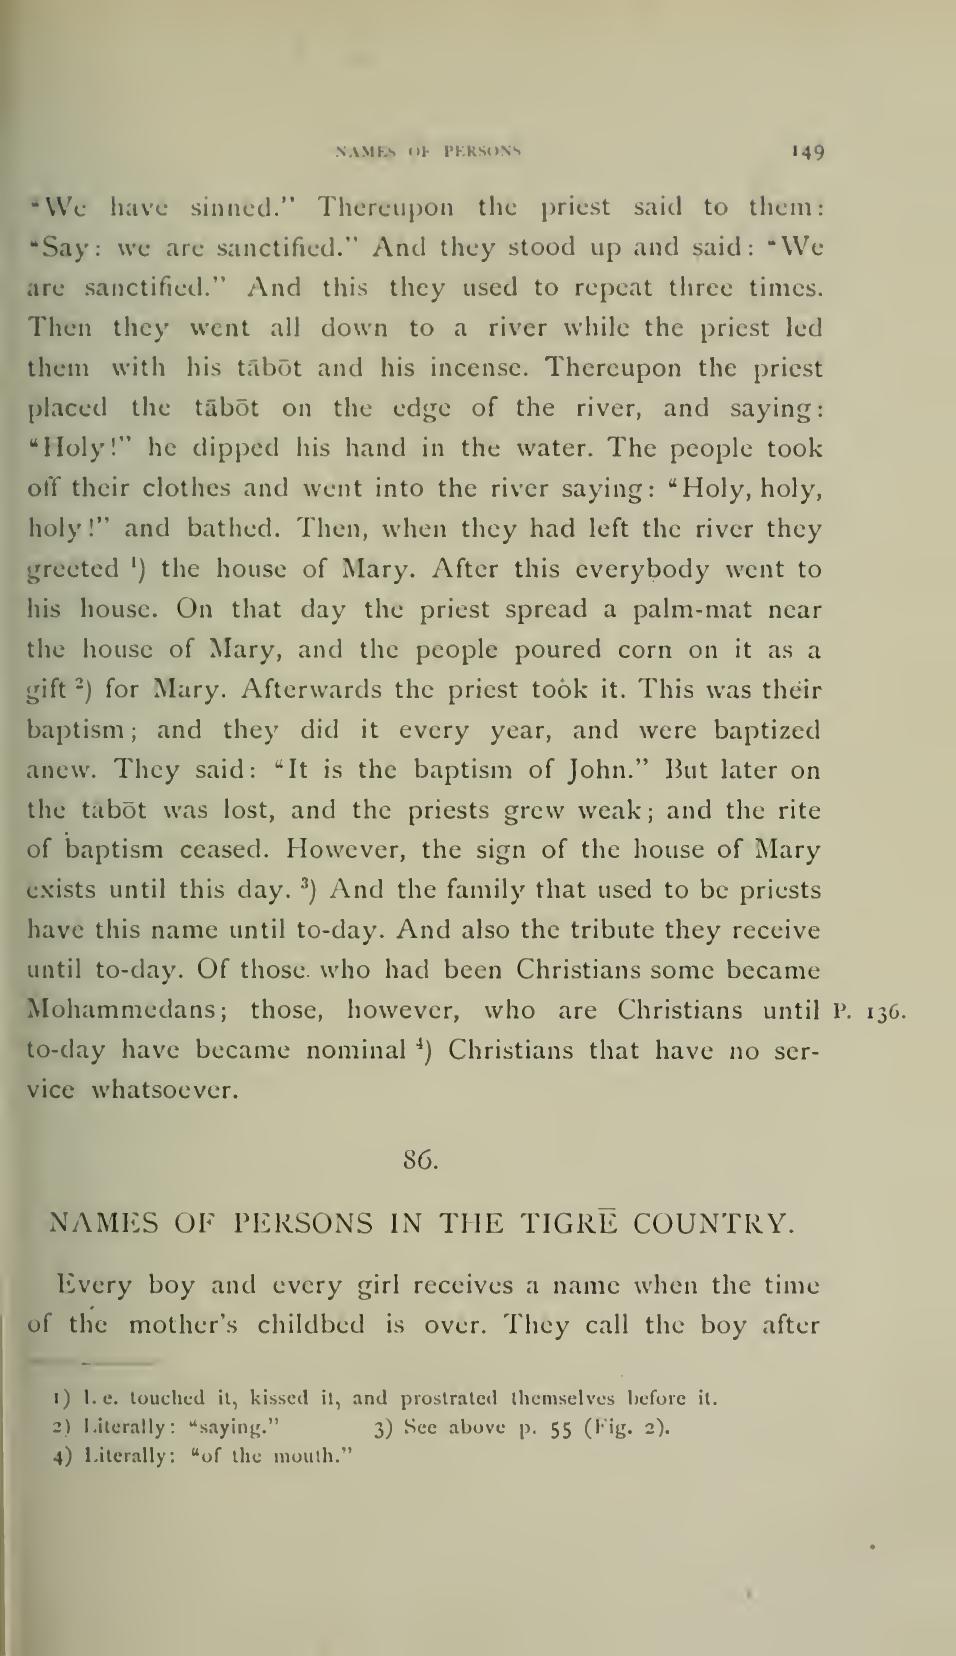 NAMES OF PERSONS 149
“We have sinned.” Thereupon the priest said to them:
“Say: we are sanctified.” And they stood up and said: “We
are sanctified.” And this they used to repeat three times.
Then they went all down to a river while the priest led
them with his tābōt and his incense. Thereupon the priest
placed the tābōt on the edge of the river, and saying:
“Holy!” he dipped his hand in the water. The people took
off their clothes and went into the river saying: “Holy, holy,
holy!” and bathed. Then, when they had left the river they
greeted ¹) the house of Mary. After this everybody went to
his house. On that day the priest spread a palm-mat near
the house of Mary, and the people poured corn on it as a
gift ²) for Mary. Afterwards the priest took it. This was their
baptism; and they did it every year, and were baptized
anew. They said: “It is the baptism of John.” But later on
the tābōt was lost, and the priests grew weak; and the rite
of baptism ceased. However, the sign of the house of Mary
exists until this day. ³) And the family that used to be priests
have this name until to-day. And also the tribute they receive
until to-day. Of those who had been Christians some became
Mohammedans; those, however, who are Christians until P. 136.
to-day have became nominal ⁴) Christians that have no ser-
vice whatsoever.
86.
NAMES OF PERSONS IN THE TIGRĒ COUNTRY.
Every boy and every girl receives a name when the time
of the mother's childbed is over. They call the boy after
1) I. e. touched it, kissed it, and prostrated themselves before it.
2) Literally: “saying.” 3) See above p. 55 (Fig. 2).
4) Literally: “of the mouth.”